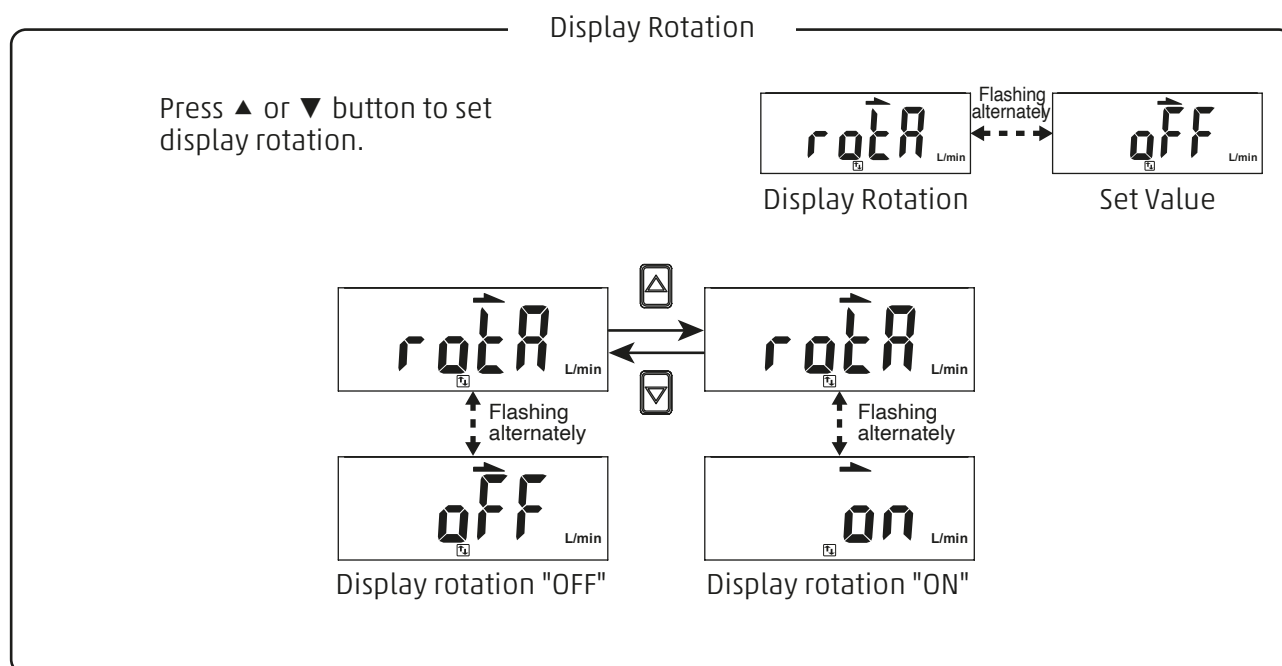 Display Rotation
Press ▲ or ▼ button to set
display rotation.
Flashing
alternately
rotA
L/min
oFF
L/min
Display Rotation
Set Value
rotA
L/min
rotA
L/min
Flashing
alternately
Flashing
alternately
oFF
L/min
on
L/min
Display rotation "OFF"
Display rotation "ON"